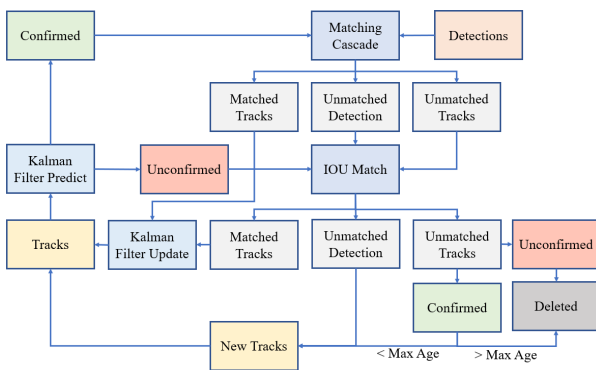 Confirmed
Matching
Cascade
Detections
Matched
Tracks
Unmatched
Detection
Unmatched
Tracks
Kalman
Filter Predict
Unconfirmed
IOU Match
Tracks
Kalman
Filter Update
Matched
Tracks
Unmatched
Detection
Unmatched
Tracks
Unconfirmed
Confirmed
Deleted
New Tracks
< Max Age
> Max Age